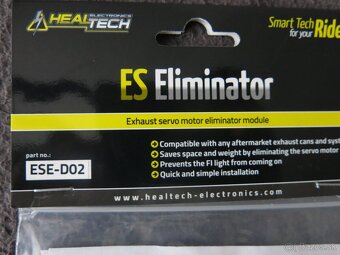 HEALTECH
ELECTRONICS
Smart Tech
for your Ride
ES Eliminator
Exhaust servo motor eliminator module
• Compatible with any aftermarket exhaust cans and syst
• Saves space and weight by eliminating the servo motor
• Prevents the FI light from coming on
• Quick and simple installation
part no.:
ESE-D02
www.healtech-electronics.com